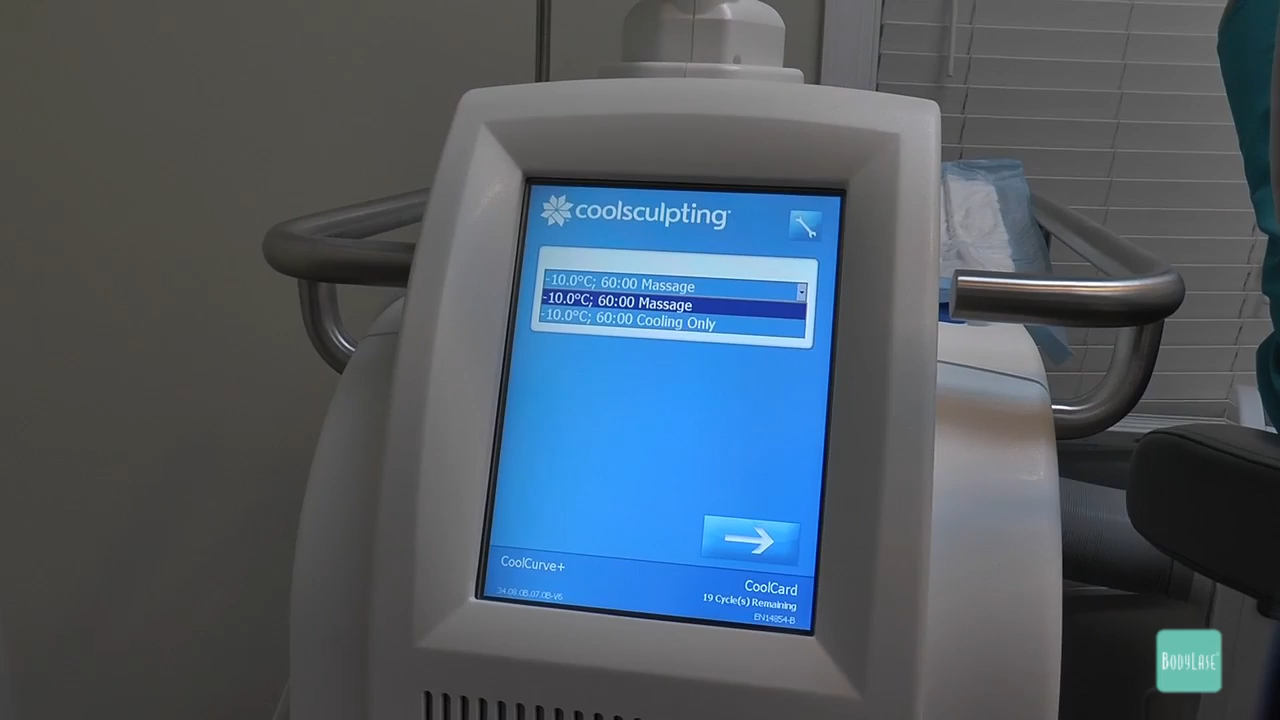 coolsculpting
-10.0°C; 60:00 Massage
-10.0°C; 60:00 Massage
-10.0°C; 60:00 Cooling Only
CoolCurve+
CoolCard
19 Cycle(s) Remaining
EN14854-B
BODYLASE